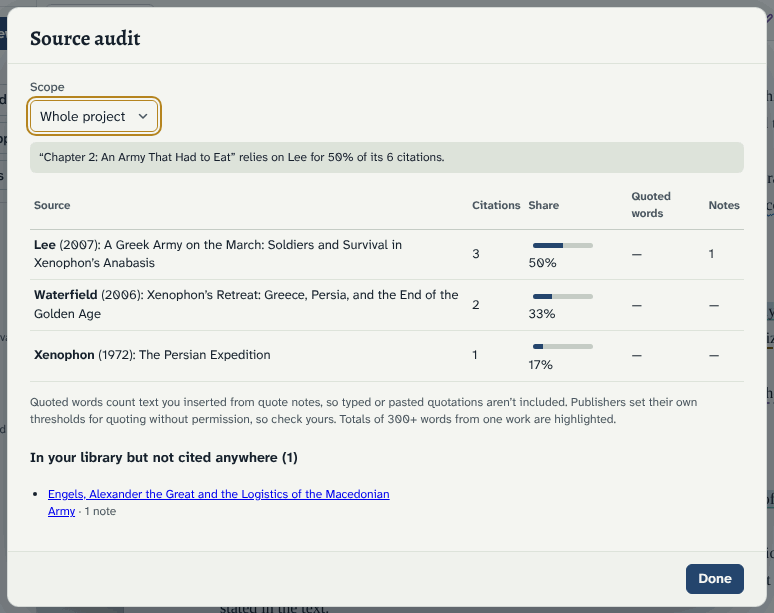 Source audit
Scope
Whole project
“Chapter 2: An Army That Had to Eat” relies on Lee for 50% of its 6 citations.
Source Citations Share Quoted words Notes
Lee (2007): A Greek Army on the March: Soldiers and Survival in
Xenophon’s Anabasis
3
50%
—
1
Waterfield (2006): Xenophon’s Retreat: Greece, Persia, and the End of the
Golden Age
2
33%
—
—
Xenophon (1972): The Persian Expedition
1
17%
—
—
Quoted words count text you inserted from quote notes, so typed or pasted quotations aren’t included. Publishers set their own
thresholds for quoting without permission, so check yours. Totals of 300+ words from one work are highlighted.
In your library but not cited anywhere (1)
• Engels, Alexander the Great and the Logistics of the Macedonian
Army · 1 note
Done
stated in the text.